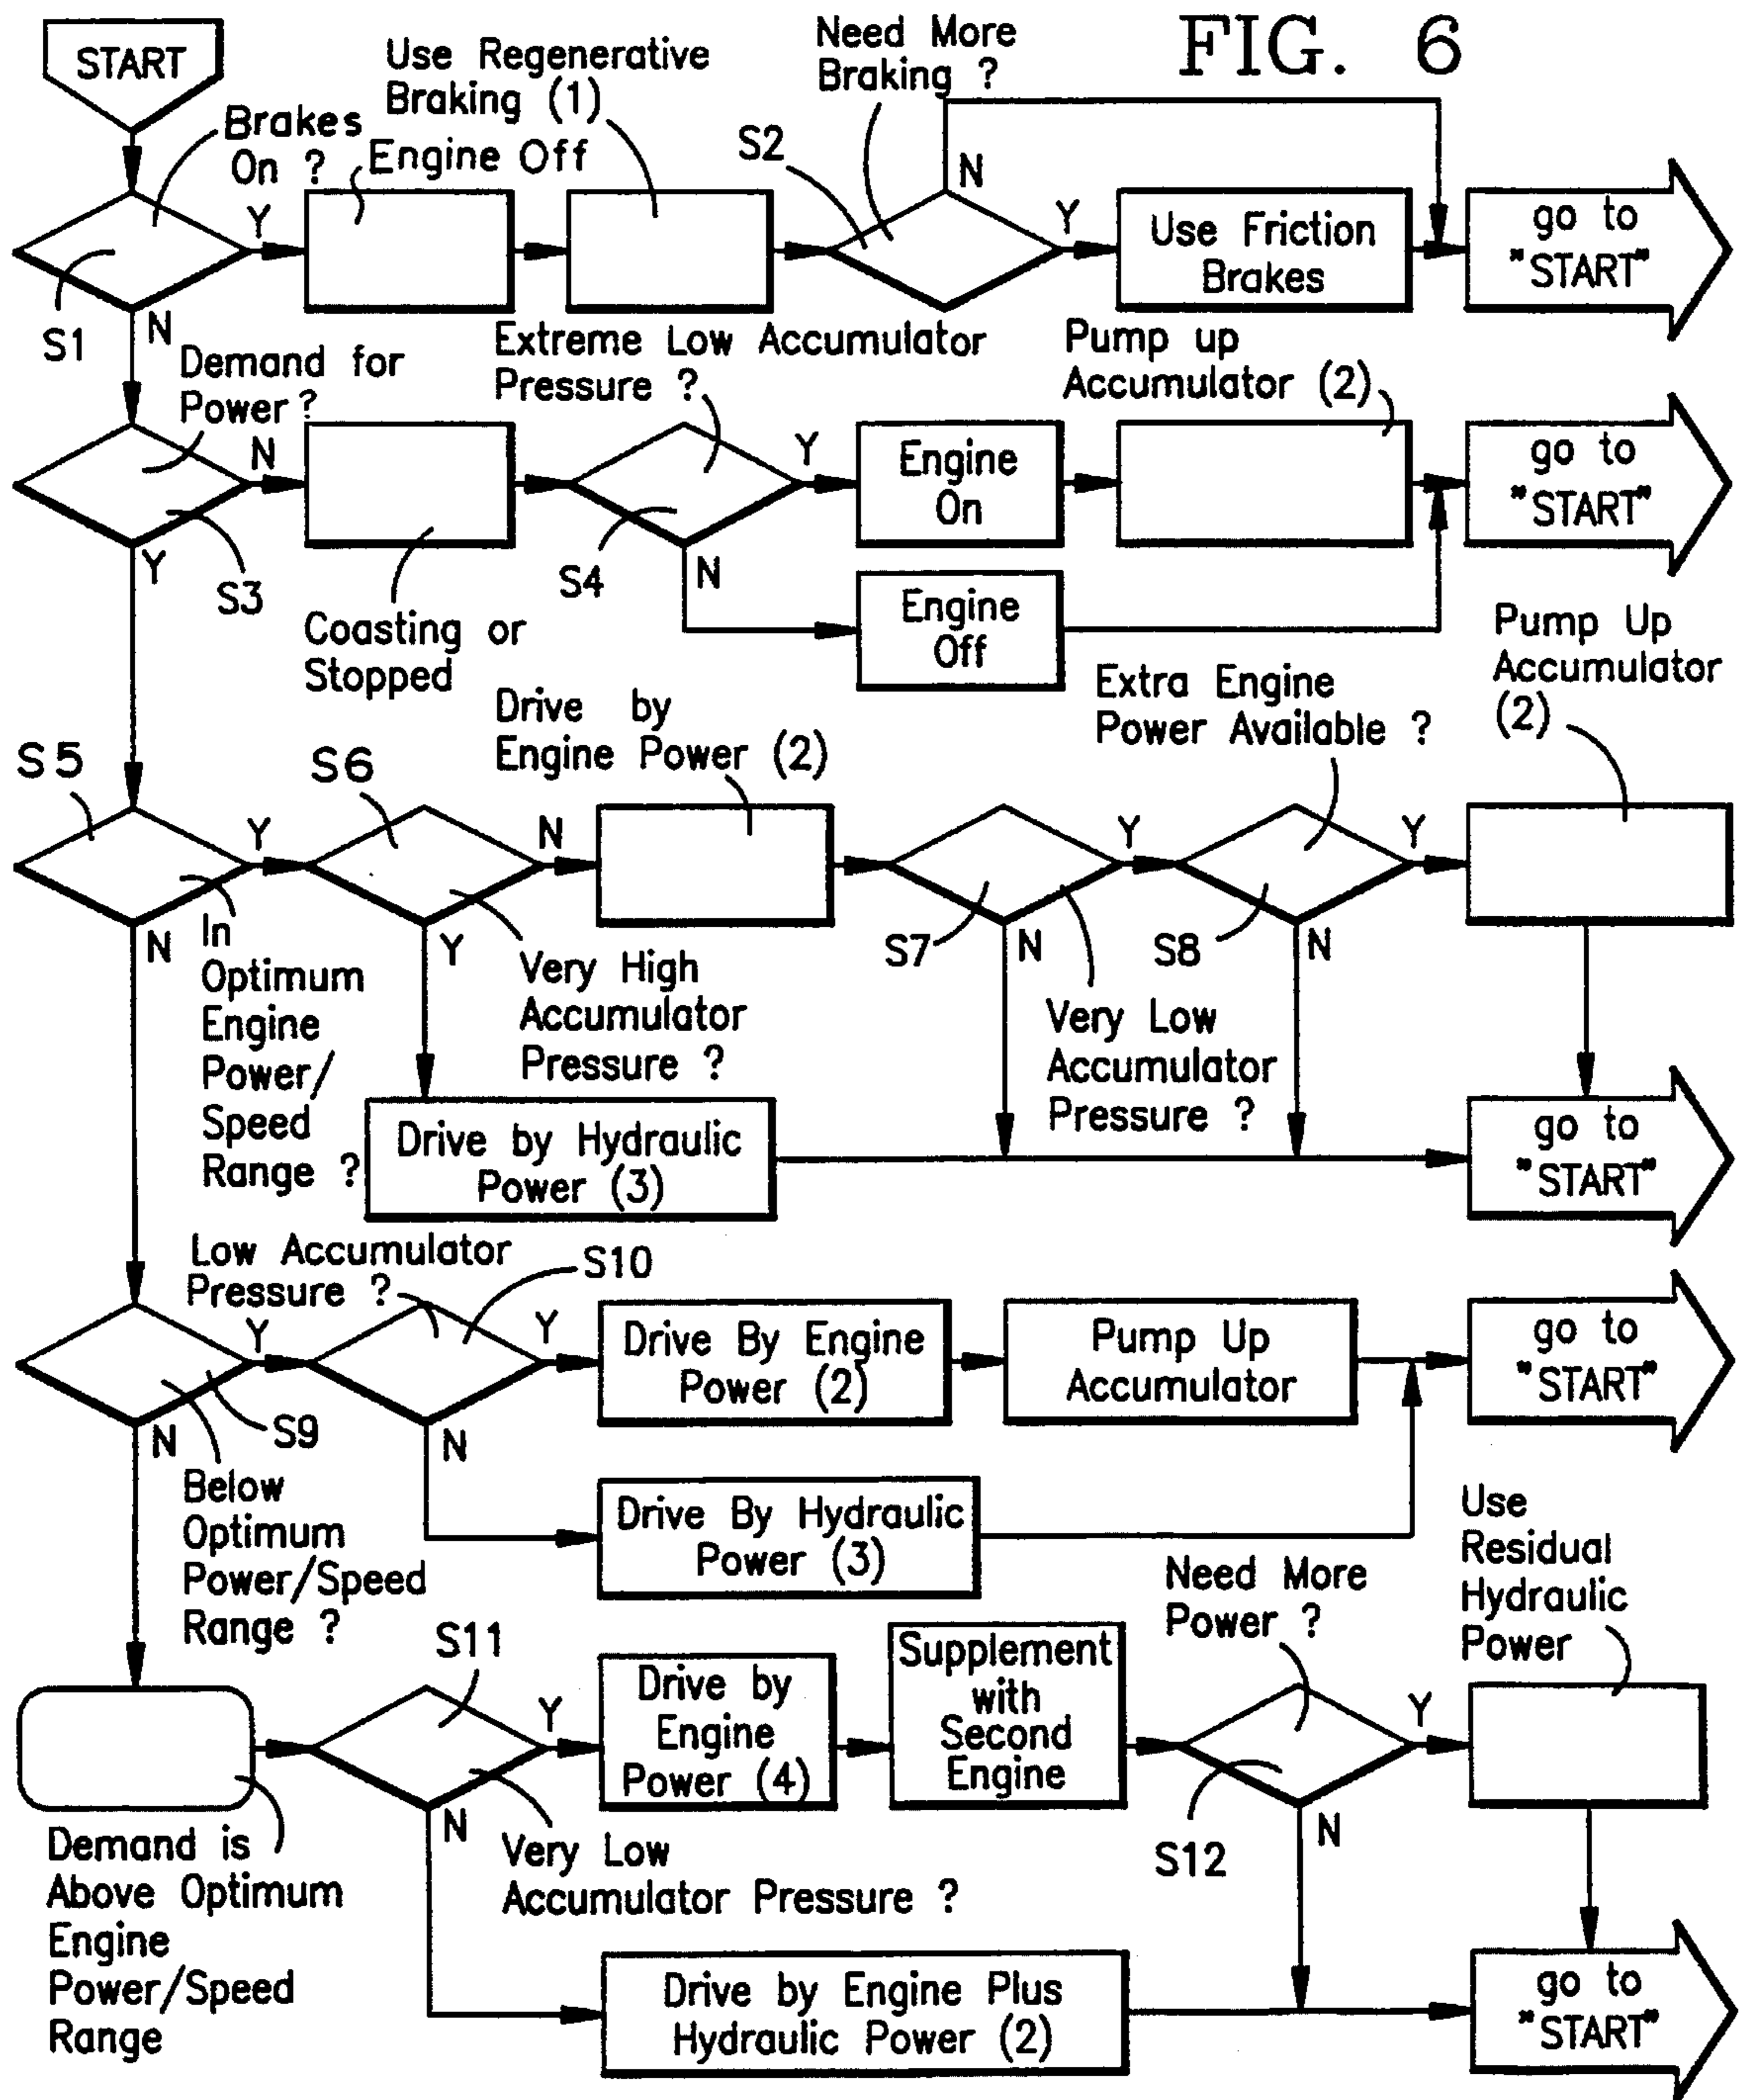 FIG. 6
START
Brakes
On ?
Engine Off
Use Regenerative
Braking (1)
Need More
Braking ?
S2
N
Y
Y
Use Friction
Brakes
go to
"START"
S1
N
Demand for
Power ?
Extreme Low Accumulator
Pressure ?
Pump up
Accumulator (2)
N
Y
Engine
On
go to
"START"
Y
S3
S4
N
Coasting or
Stopped
Engine
Off
Pump Up
Accumulator
(2)
Drive by
Engine Power (2)
Extra Engine
Power Available ?
S5
S6
Y
N
Y
Y
N
Y
S7
N
S8
N
In
Optimum
Engine
Power/
Speed
Range ?
Very High
Accumulator
Pressure ?
Very Low
Accumulator
Pressure ?
Drive by Hydraulic
Power (3)
go to
"START"
Low Accumulator
Pressure ?
S10
Y
Y
Drive By Engine
Power (2)
Pump Up
Accumulator
go to
"START"
N
S9
N
Below
Optimum
Power/Speed
Range ?
Drive By Hydraulic
Power (3)
Need More
Power ?
Use
Residual
Hydraulic
Power
S11
Y
Drive by
Engine
Power (4)
Supplement
with
Second
Engine
Y
N
S12
N
Demand is
Above Optimum
Engine
Power/Speed
Range
Very Low
Accumulator Pressure ?
Drive by Engine Plus
Hydraulic Power (2)
go to
"START"